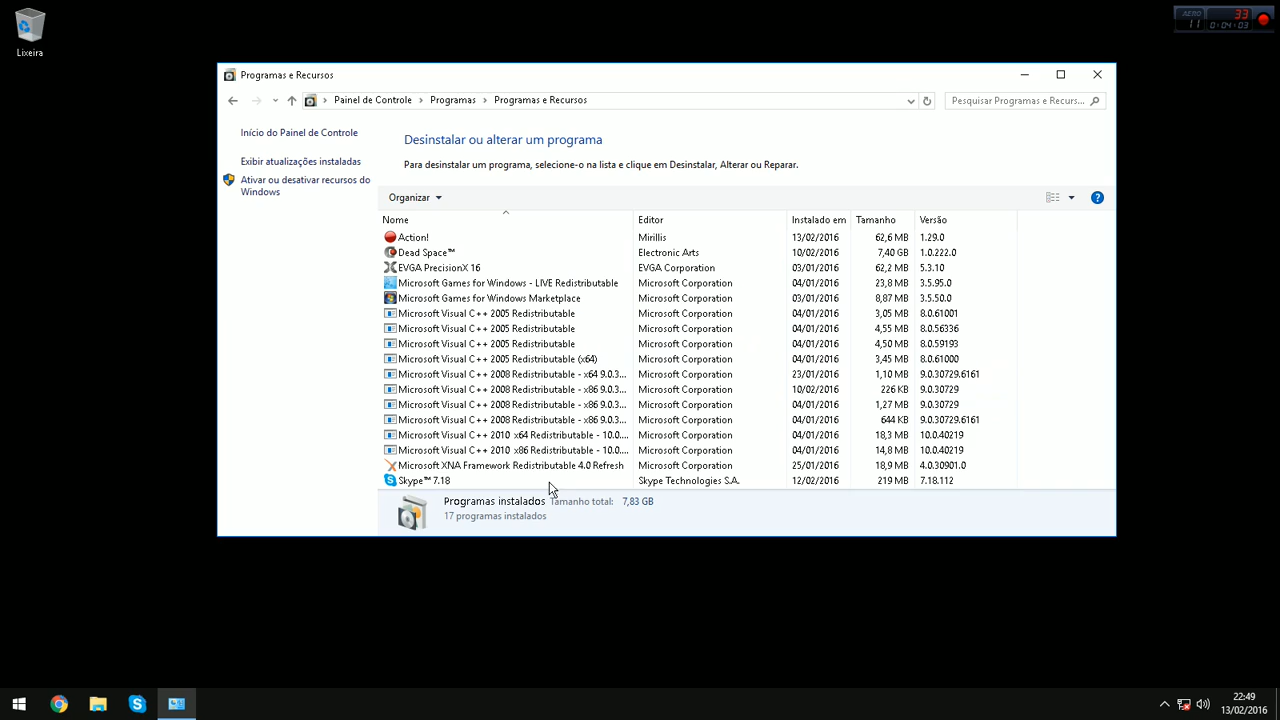 Lixeira
AERO 33
11 0:04:03
Programas e Recursos
Painel de Controle Programas Programas e Recursos
Pesquisar Programas e Recurs...
Início do Painel de Controle
Exibir atualizações instaladas
Ativar ou desativar recursos do
Windows
Desinstalar ou alterar um programa
Para desinstalar um programa, selecione-o na lista e clique em Desinstalar, Alterar ou Reparar.
Organizar
Nome Editor Instalado em Tamanho Versão
Action! Mirillis 13/02/2016 62,6 MB 1.29.0
Dead Space™ Electronic Arts 10/02/2016 7,40 GB 1.0.222.0
EVGA PrecisionX 16 EVGA Corporation 03/01/2016 62,2 MB 5.3.10
Microsoft Games for Windows - LIVE Redistributable Microsoft Corporation 04/01/2016 23,8 MB 3.5.95.0
Microsoft Games for Windows Marketplace Microsoft Corporation 03/01/2016 8,87 MB 3.5.50.0
Microsoft Visual C++ 2005 Redistributable Microsoft Corporation 04/01/2016 3,05 MB 8.0.61001
Microsoft Visual C++ 2005 Redistributable Microsoft Corporation 04/01/2016 4,55 MB 8.0.56336
Microsoft Visual C++ 2005 Redistributable Microsoft Corporation 04/01/2016 4,50 MB 8.0.59193
Microsoft Visual C++ 2005 Redistributable (x64) Microsoft Corporation 04/01/2016 3,45 MB 8.0.61000
Microsoft Visual C++ 2008 Redistributable - x64 9.0.3... Microsoft Corporation 23/01/2016 1,10 MB 9.0.30729.6161
Microsoft Visual C++ 2008 Redistributable - x86 9.0.3... Microsoft Corporation 10/02/2016 226 KB 9.0.30729
Microsoft Visual C++ 2008 Redistributable - x86 9.0.3... Microsoft Corporation 04/01/2016 1,27 MB 9.0.30729
Microsoft Visual C++ 2008 Redistributable - x86 9.0.3... Microsoft Corporation 04/01/2016 644 KB 9.0.30729.6161
Microsoft Visual C++ 2010 x64 Redistributable - 10.0.... Microsoft Corporation 04/01/2016 18,3 MB 10.0.40219
Microsoft Visual C++ 2010 x86 Redistributable - 10.0.... Microsoft Corporation 04/01/2016 14,8 MB 10.0.40219
Microsoft XNA Framework Redistributable 4.0 Refresh Microsoft Corporation 25/01/2016 18,9 MB 4.0.30901.0
Skype™ 7.18 Skype Technologies S.A. 12/02/2016 219 MB 7.18.112
Programas instalados Tamanho total: 7,83 GB
17 programas instalados
22:49
13/02/2016